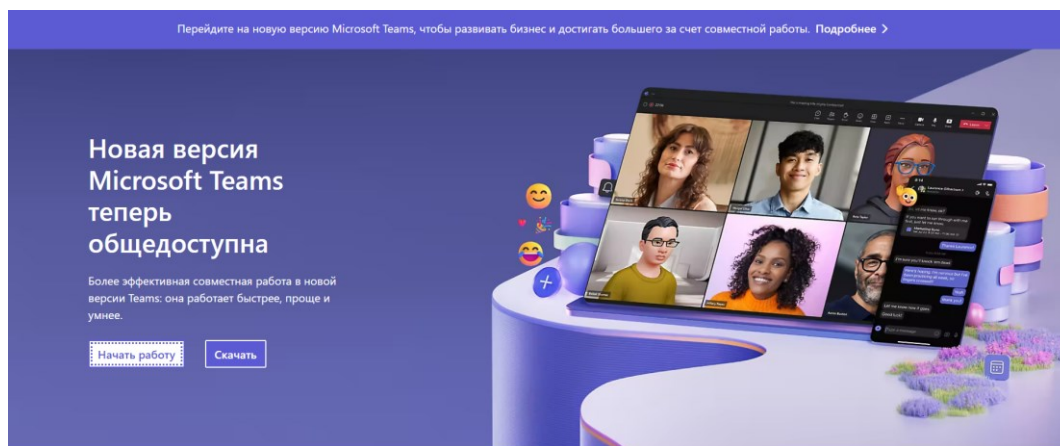 Перейдите на новую версию Microsoft Teams, чтобы развивать бизнес и достигать большего за счет совместной работы. Подробнее >
Новая версия
Microsoft Teams
теперь
общедоступна
Более эффективная совместная работа в новой
версии Teams: она работает быстрее, проще и
умнее.
Начать работу
Скачать